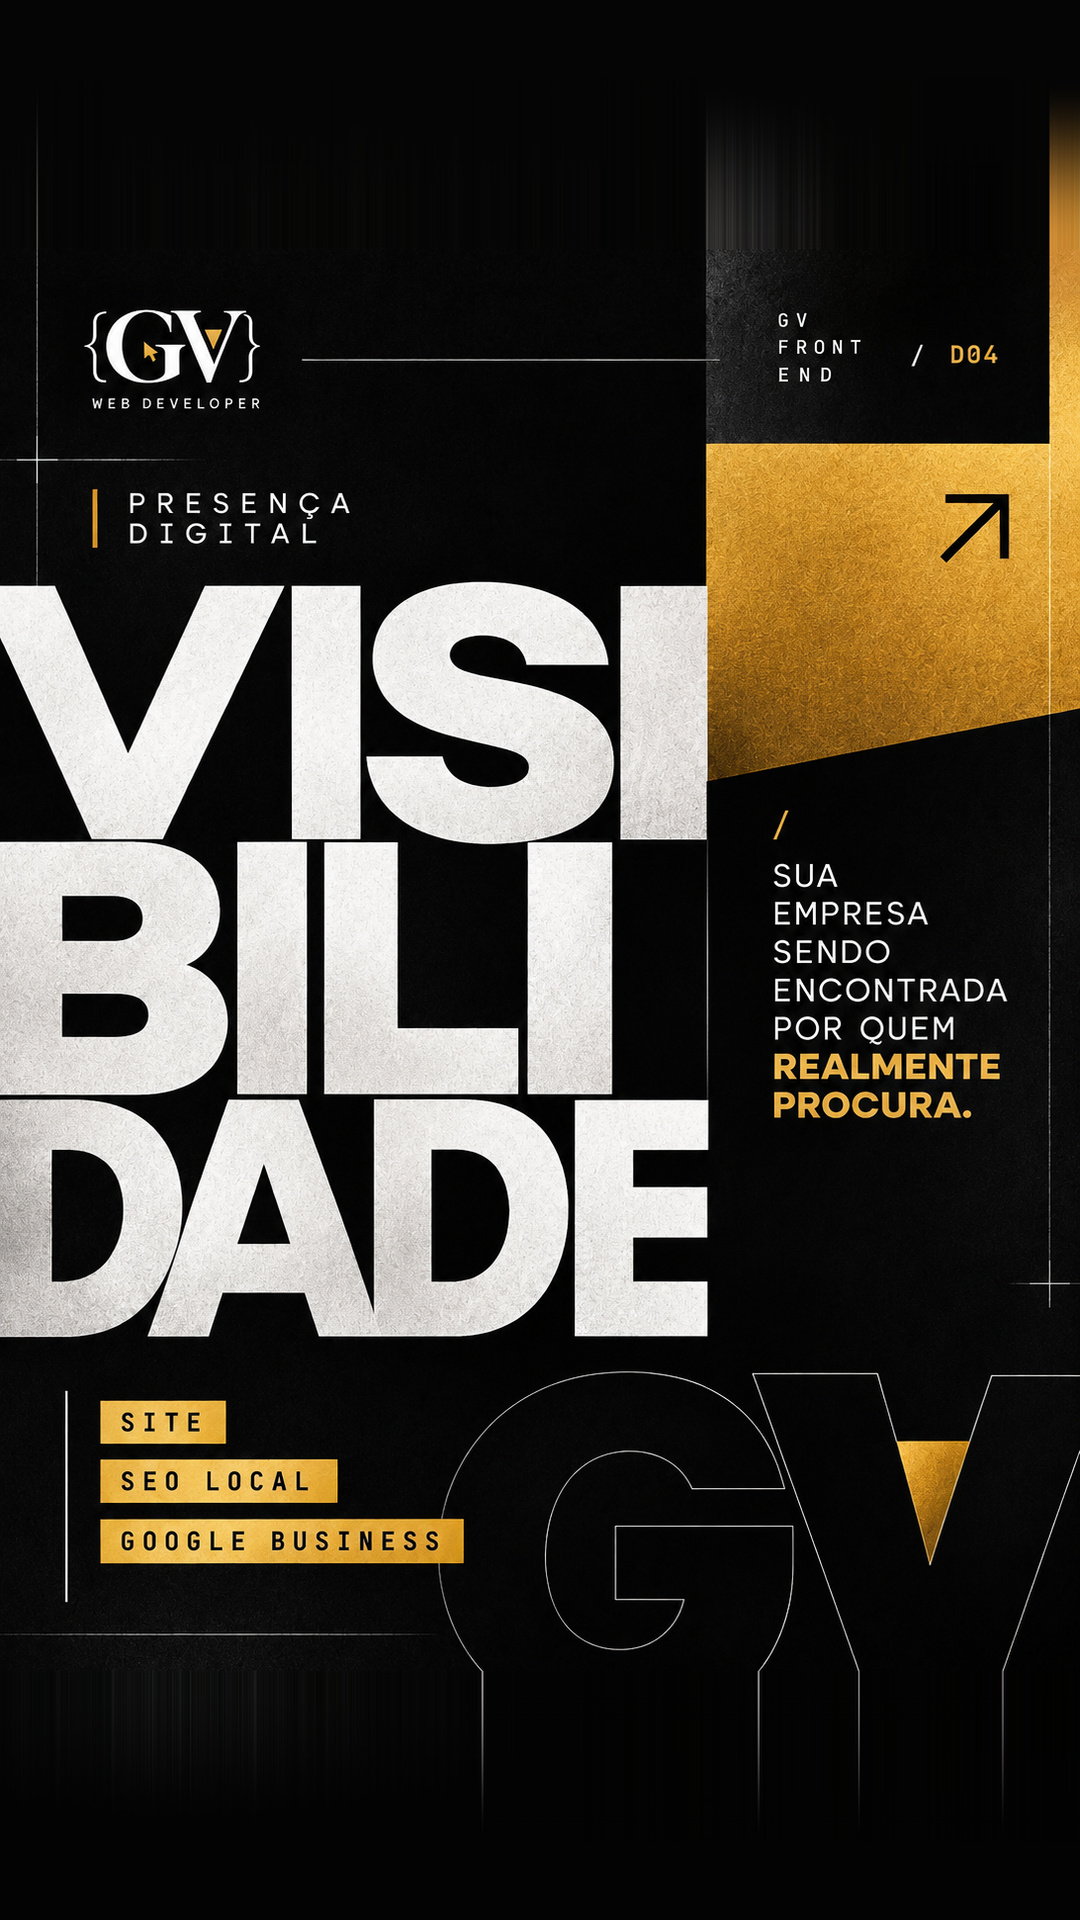 {GV}
WEB DEVELOPER
GV
FRONT
END
/ D04
PRESENÇA
DIGITAL
VISI
BILI
DADE
/
SUA
EMPRESA
SENDO
ENCONTRADA
POR QUEM
REALMENTE
PROCURA.
SITE
SEO LOCAL
GOOGLE BUSINESS
GV